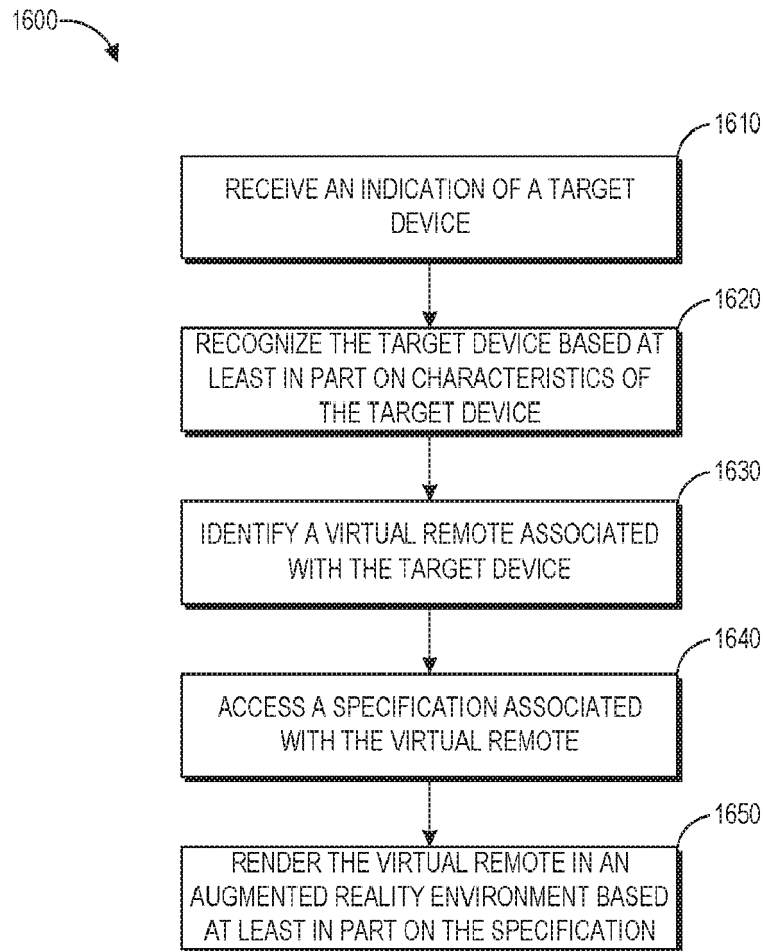 1600
1610
RECEIVE AN INDICATION OF A TARGET
DEVICE
1620
RECOGNIZE THE TARGET DEVICE BASED AT
LEAST IN PART ON CHARACTERISTICS OF
THE TARGET DEVICE
1630
IDENTIFY A VIRTUAL REMOTE ASSOCIATED
WITH THE TARGET DEVICE
1640
ACCESS A SPECIFICATION ASSOCIATED
WITH THE VIRTUAL REMOTE
1650
RENDER THE VIRTUAL REMOTE IN AN
AUGMENTED REALITY ENVIRONMENT BASED
AT LEAST IN PART ON THE SPECIFICATION